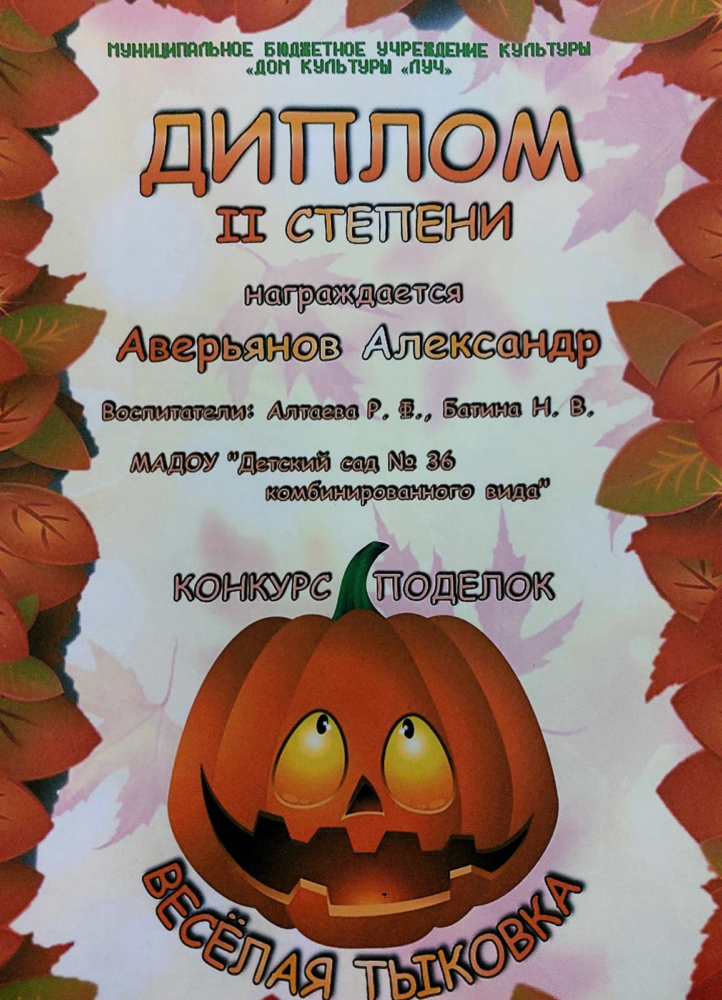 МУНИЦИПАЛЬНОЕ БЮДЖЕТНОЕ УЧРЕЖДЕНИЕ КУЛЬТУРЫ
«ДОМ КУЛЬТУРЫ «ЛУЧ»
ДИПЛОМ
II СТЕПЕНИ
награждается
Аверьянов Александр
Воспитатели: Алтаева Р. Ф., Батина Н. В.
МАДОУ "Детский сад № 36
комбинированного вида"
КОНКУРС ПОДЕЛОК
ВЕСЁЛАЯ ТЫКОВКА